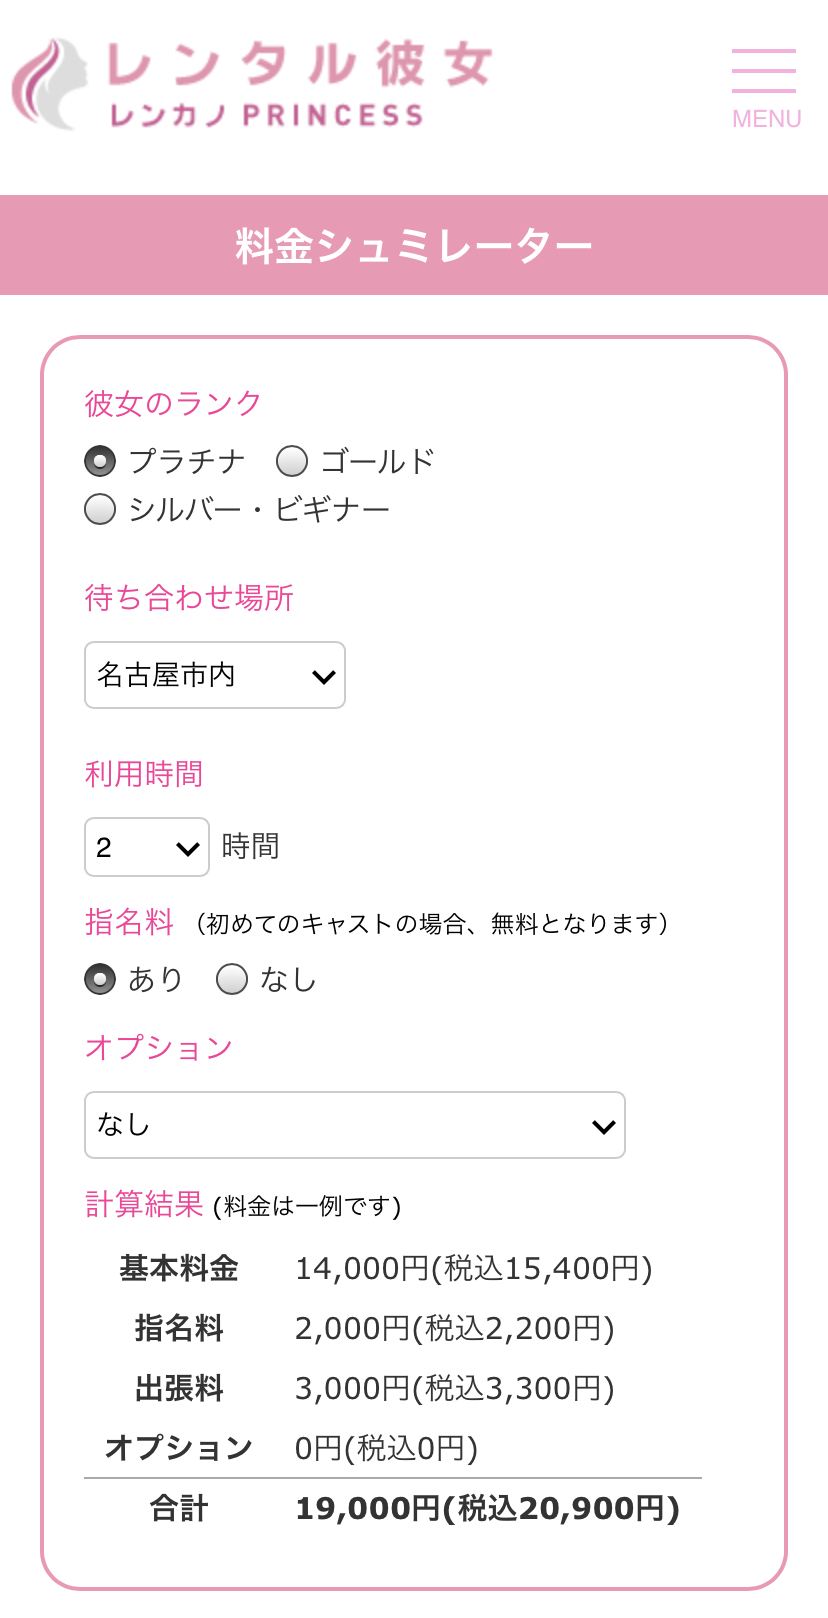 レンタル彼女
レンカノPRINCESS
MENU
料金シュミレーター
彼女のランク
プラチナ ゴールド
シルバー・ビギナー
待ち合わせ場所
名古屋市内
利用時間
2 時間
指名料 （初めてのキャストの場合、無料となります）
あり なし
オプション
なし
計算結果 (料金は一例です)
基本料金 14,000円(税込15,400円)
指名料 2,000円(税込2,200円)
出張料 3,000円(税込3,300円)
オプション 0円(税込0円)
合計 19,000円(税込20,900円)